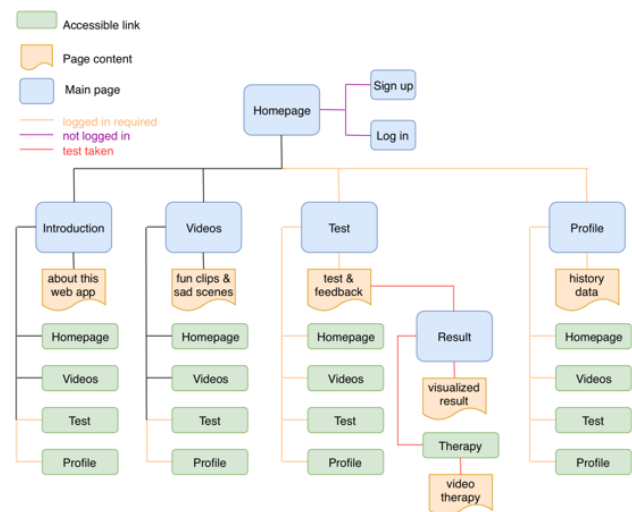 Accessible link
Page content
Main page
logged in required
not logged in
test taken
Homepage
Sign up
Log in
Introduction
Videos
Test
Profile
about this
web app
fun clips &
sad scenes
test &
feedback
history
data
Homepage
Homepage
Homepage
Result
Homepage
Videos
Videos
Videos
visualized
result
Videos
Test
Test
Test
Therapy
Test
Profile
Profile
Profile
video
therapy
Profile